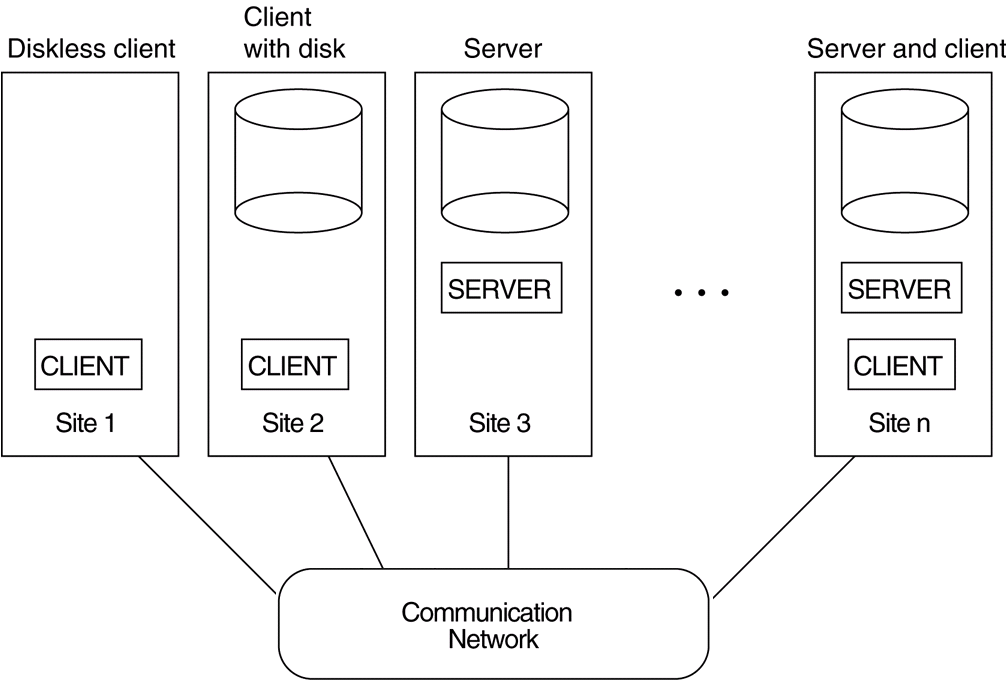 Diskless client
Client
with disk
Server
Server and client
SERVER
SERVER
CLIENT
CLIENT
CLIENT
Site 1
Site 2
Site 3
Site n
. . .
Communication
Network